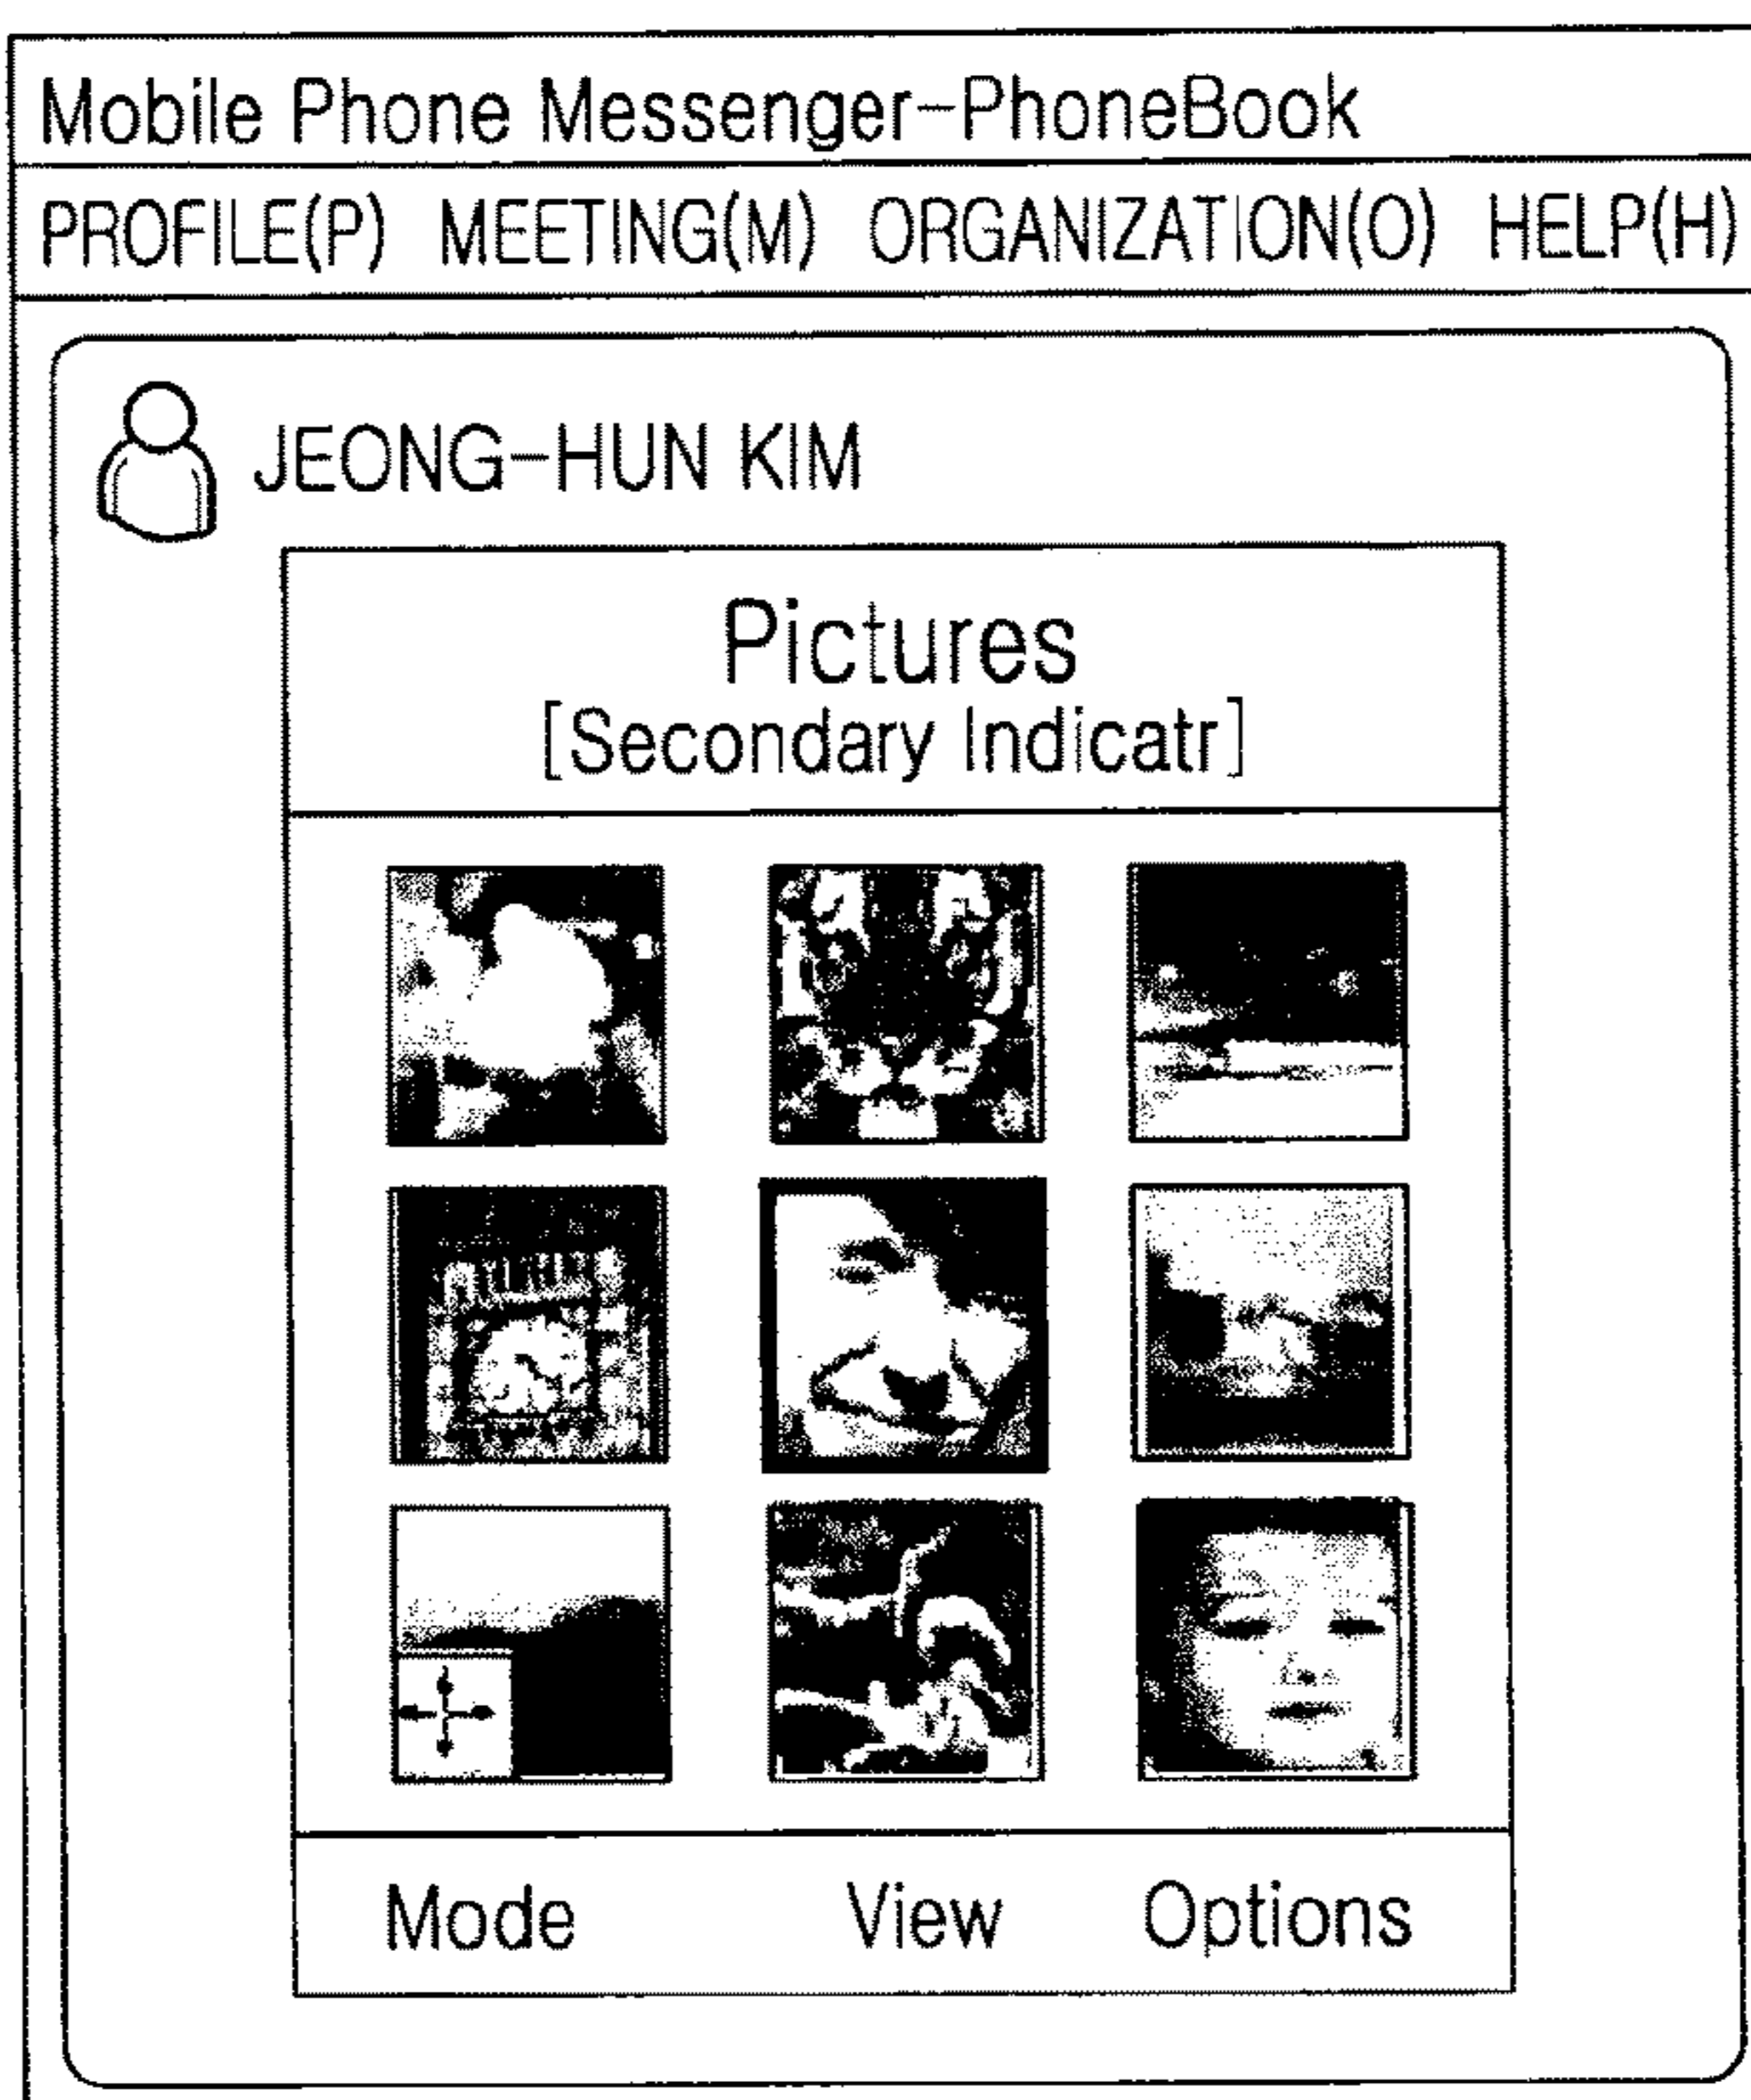 Mobile Phone Messenger-PhoneBook
PROFILE(P) MEETING(M) ORGANIZATION(O) HELP(H)
JEONG-HUN KIM
Pictures
[Secondary Indicatr]
Mode View Options